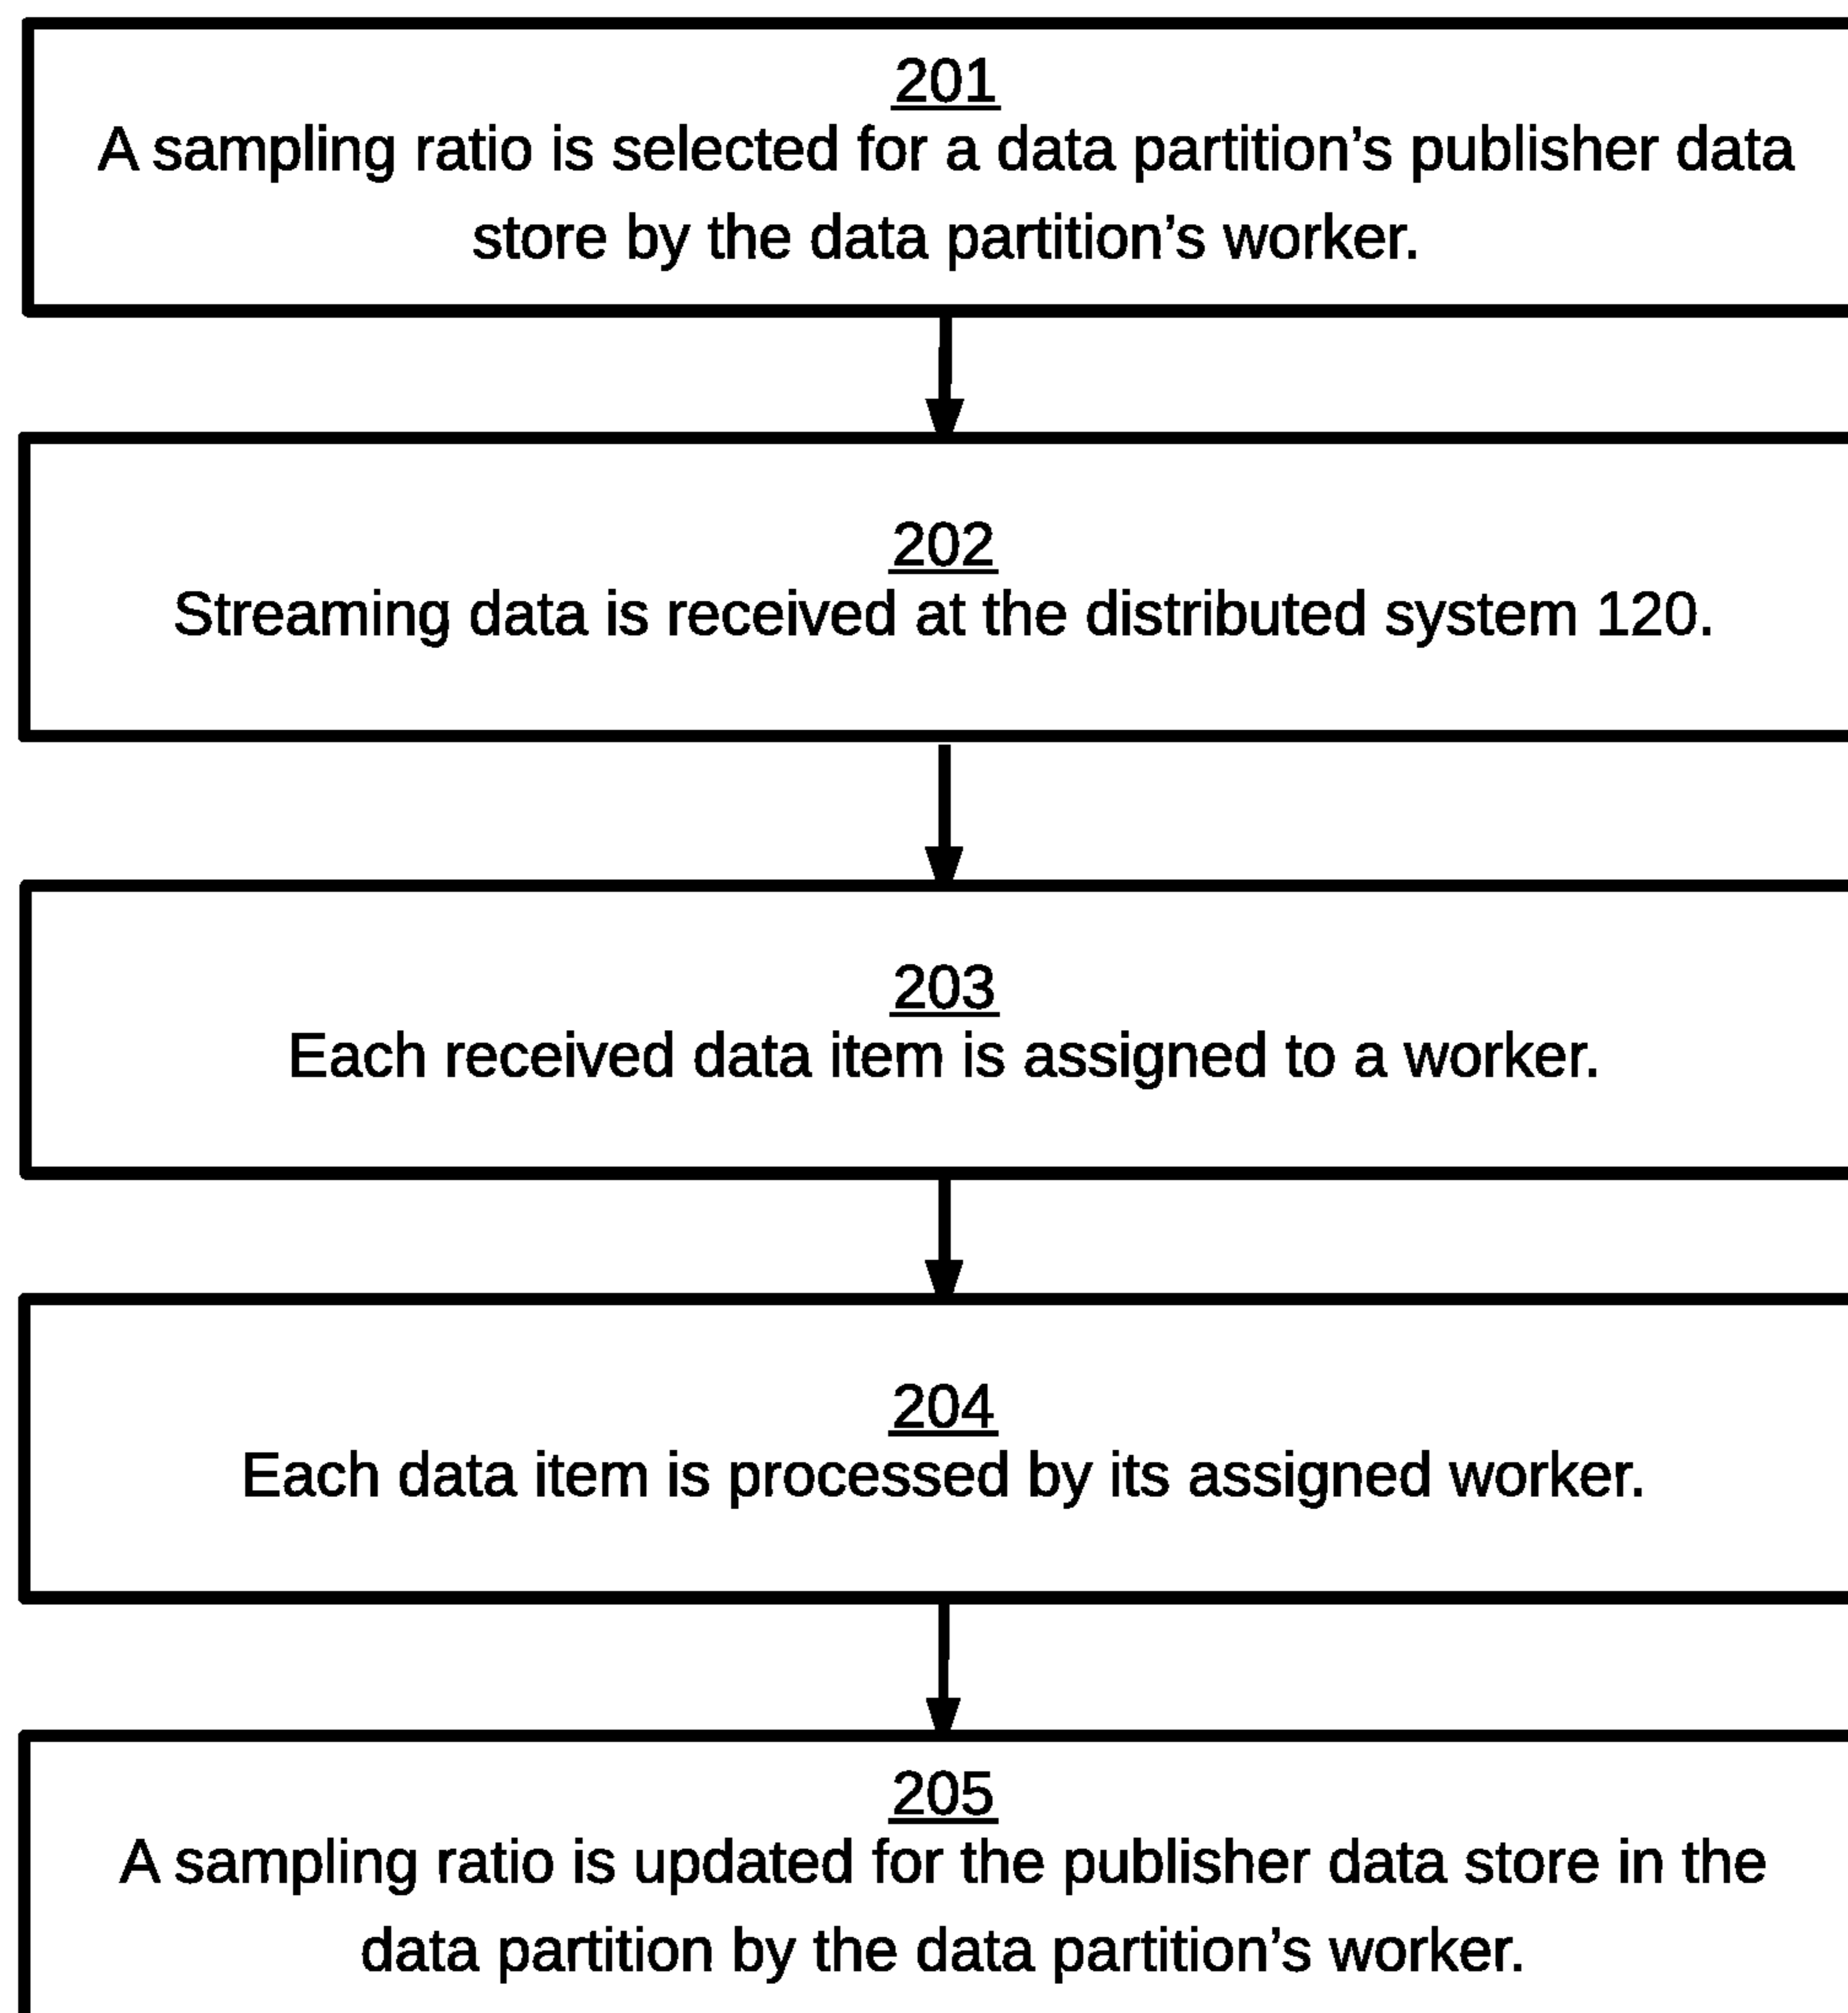 201
A sampling ratio is selected for a data partition’s publisher data
store by the data partition’s worker.
202
Streaming data is received at the distributed system 120.
203
Each received data item is assigned to a worker.
204
Each data item is processed by its assigned worker.
205
A sampling ratio is updated for the publisher data store in the
data partition by the data partition’s worker.